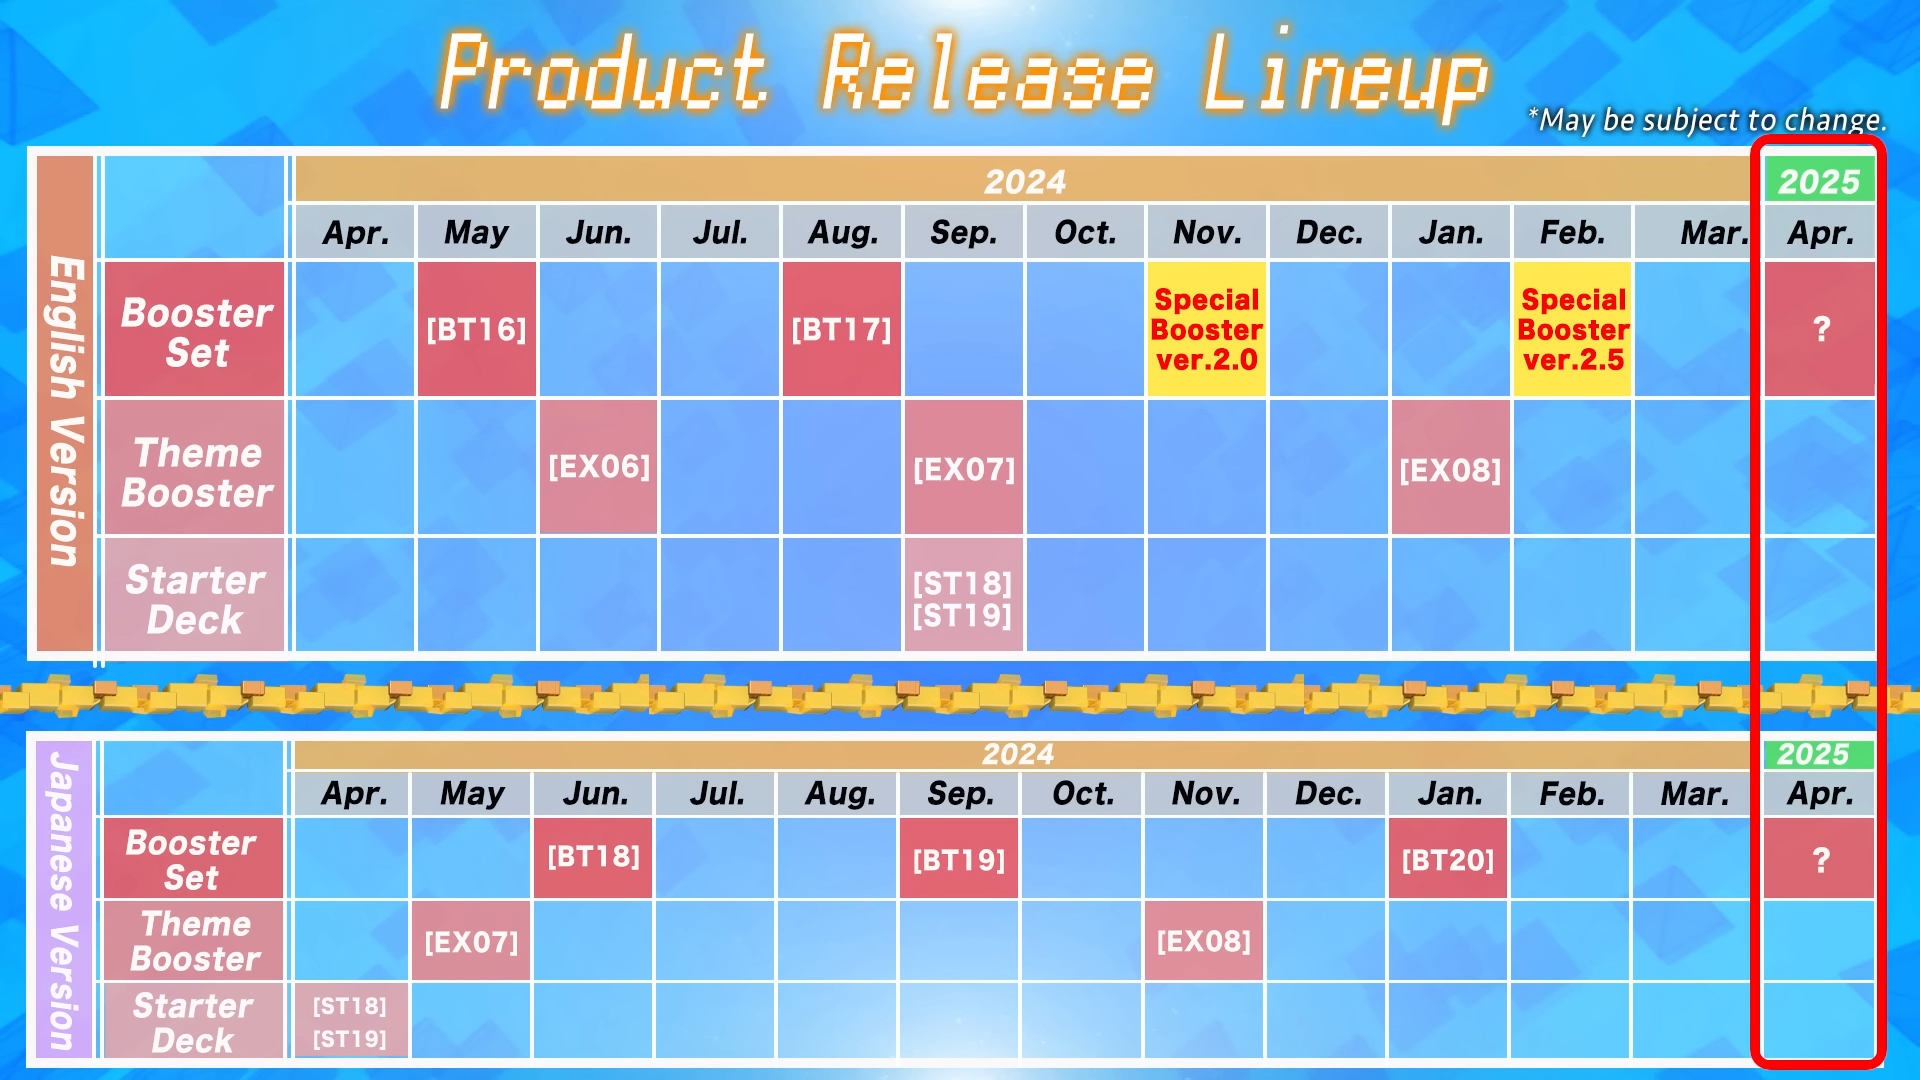 Product Release Lineup
*May be subject to change.
English Version
2024
2025
Apr.
May
Jun.
Jul.
Aug.
Sep.
Oct.
Nov.
Dec.
Jan.
Feb.
Mar.
Apr.
Booster
Set
[BT16]
[BT17]
Special
Booster
ver.2.0
Special
Booster
ver.2.5
?
Theme
Booster
[EX06]
[EX07]
[EX08]
Starter
Deck
[ST18]
[ST19]
Japanese Version
2024
2025
Apr.
May
Jun.
Jul.
Aug.
Sep.
Oct.
Nov.
Dec.
Jan.
Feb.
Mar.
Apr.
Booster
Set
[BT18]
[BT19]
[BT20]
?
Theme
Booster
[EX07]
[EX08]
Starter
Deck
[ST18]
[ST19]